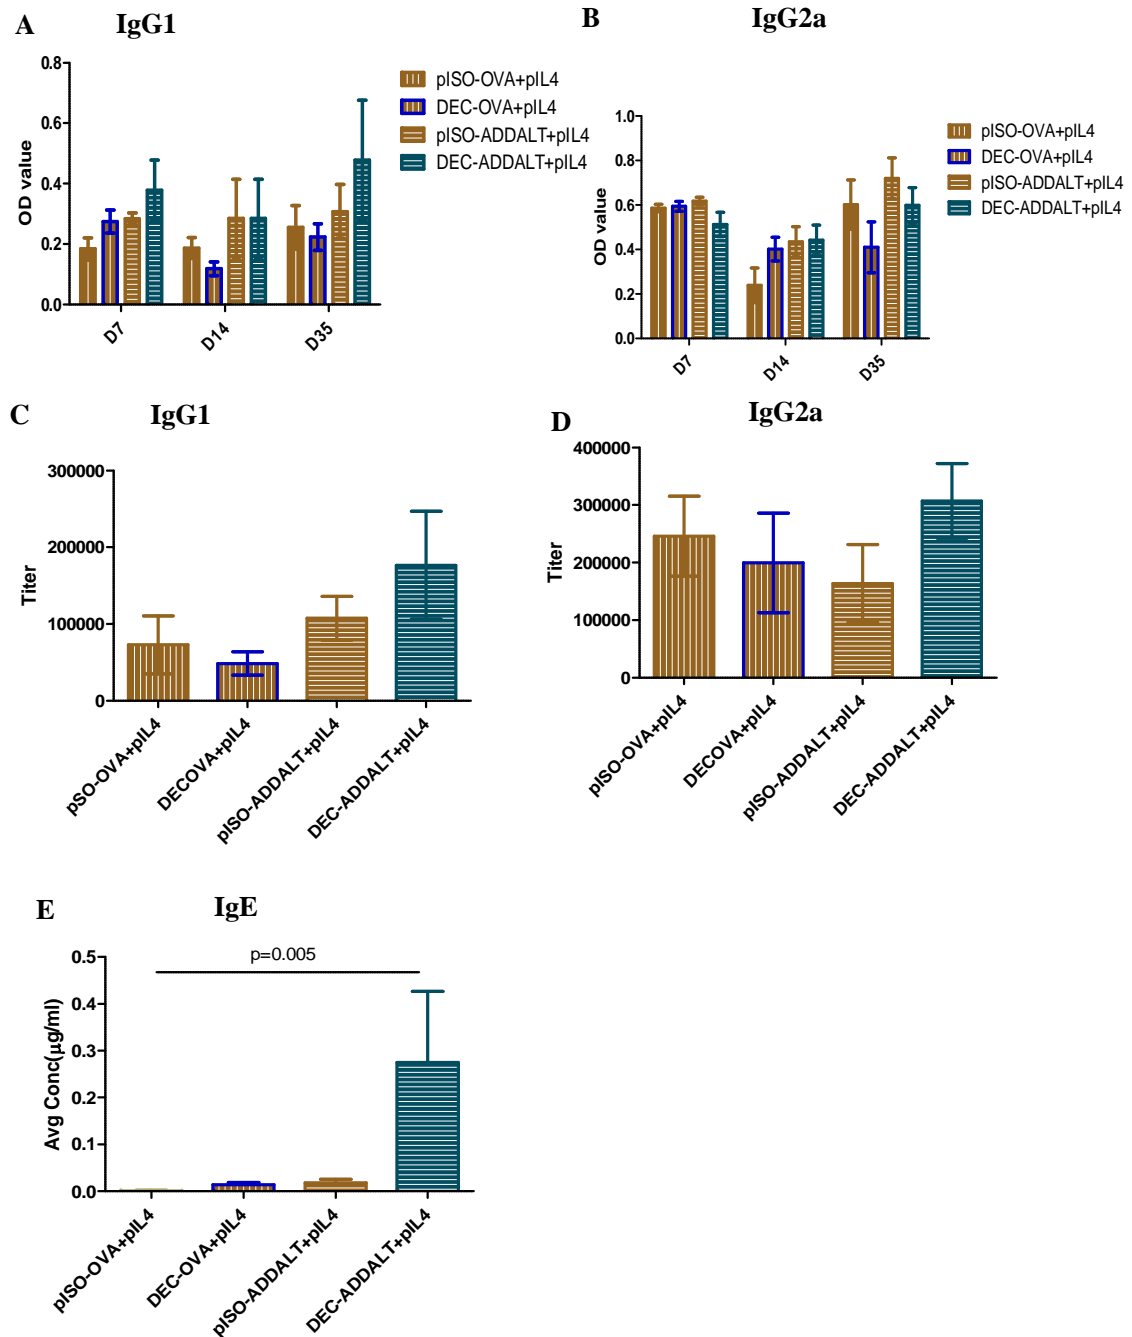 A
IgG1
0.8
0.6
0.4
0.2
0.0
OD value
D7
D14
D35
pISO-OVA+pIL4
DEC-OVA+pIL4
pISO-ADDALT+pIL4
DEC-ADDALT+pIL4
B
IgG2a
1.0
0.8
0.6
0.4
0.2
0.0
OD value
D7
D14
D35
pISO-OVA+pIL4
DEC-OVA+pIL4
pISO-ADDALT+pIL4
DEC-ADDALT+pIL4
C
IgG1
300000
200000
100000
0
Titer
pSO-OVA+pIL4
DECOVA+pIL4
pISO-ADDALT+pIL4
DEC-ADDALT+pIL4
D
IgG2a
400000
300000
200000
100000
0
Titer
pISO-OVA+pIL4
DECOVA+pIL4
pISO-ADDALT+pIL4
DEC-ADDALT+pIL4
E
IgE
p=0.005
0.5
0.4
0.3
0.2
0.1
0.0
Avg Conc(µg/ml)
pISO-OVA+pIL4
DEC-OVA+pIL4
pISO-ADDALT+pIL4
DEC-ADDALT+pIL4